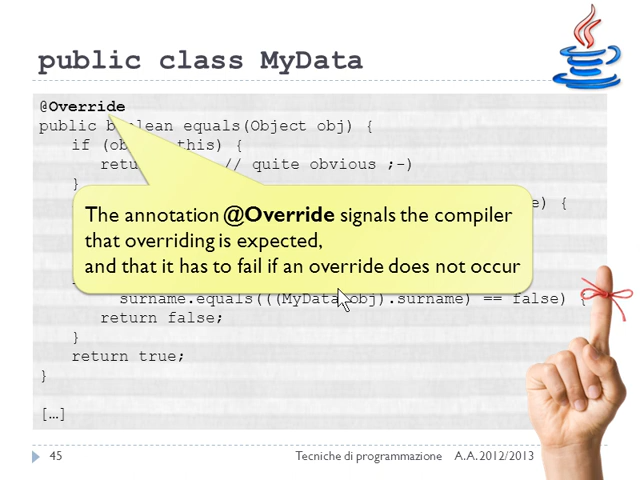 public class MyData
@Override
public boolean equals(Object obj) {
if (ob this) {
// quite obvious ;-)
}
e) {
The annotation @Override signals the compiler
that overriding is expected,
and that it has to fail if an override does not occur
surname.equals(((MyData obj).surname) == false) {
return false;
}
return true;
}
[…]
45 Tecniche di programmazione A.A. 2012/2013